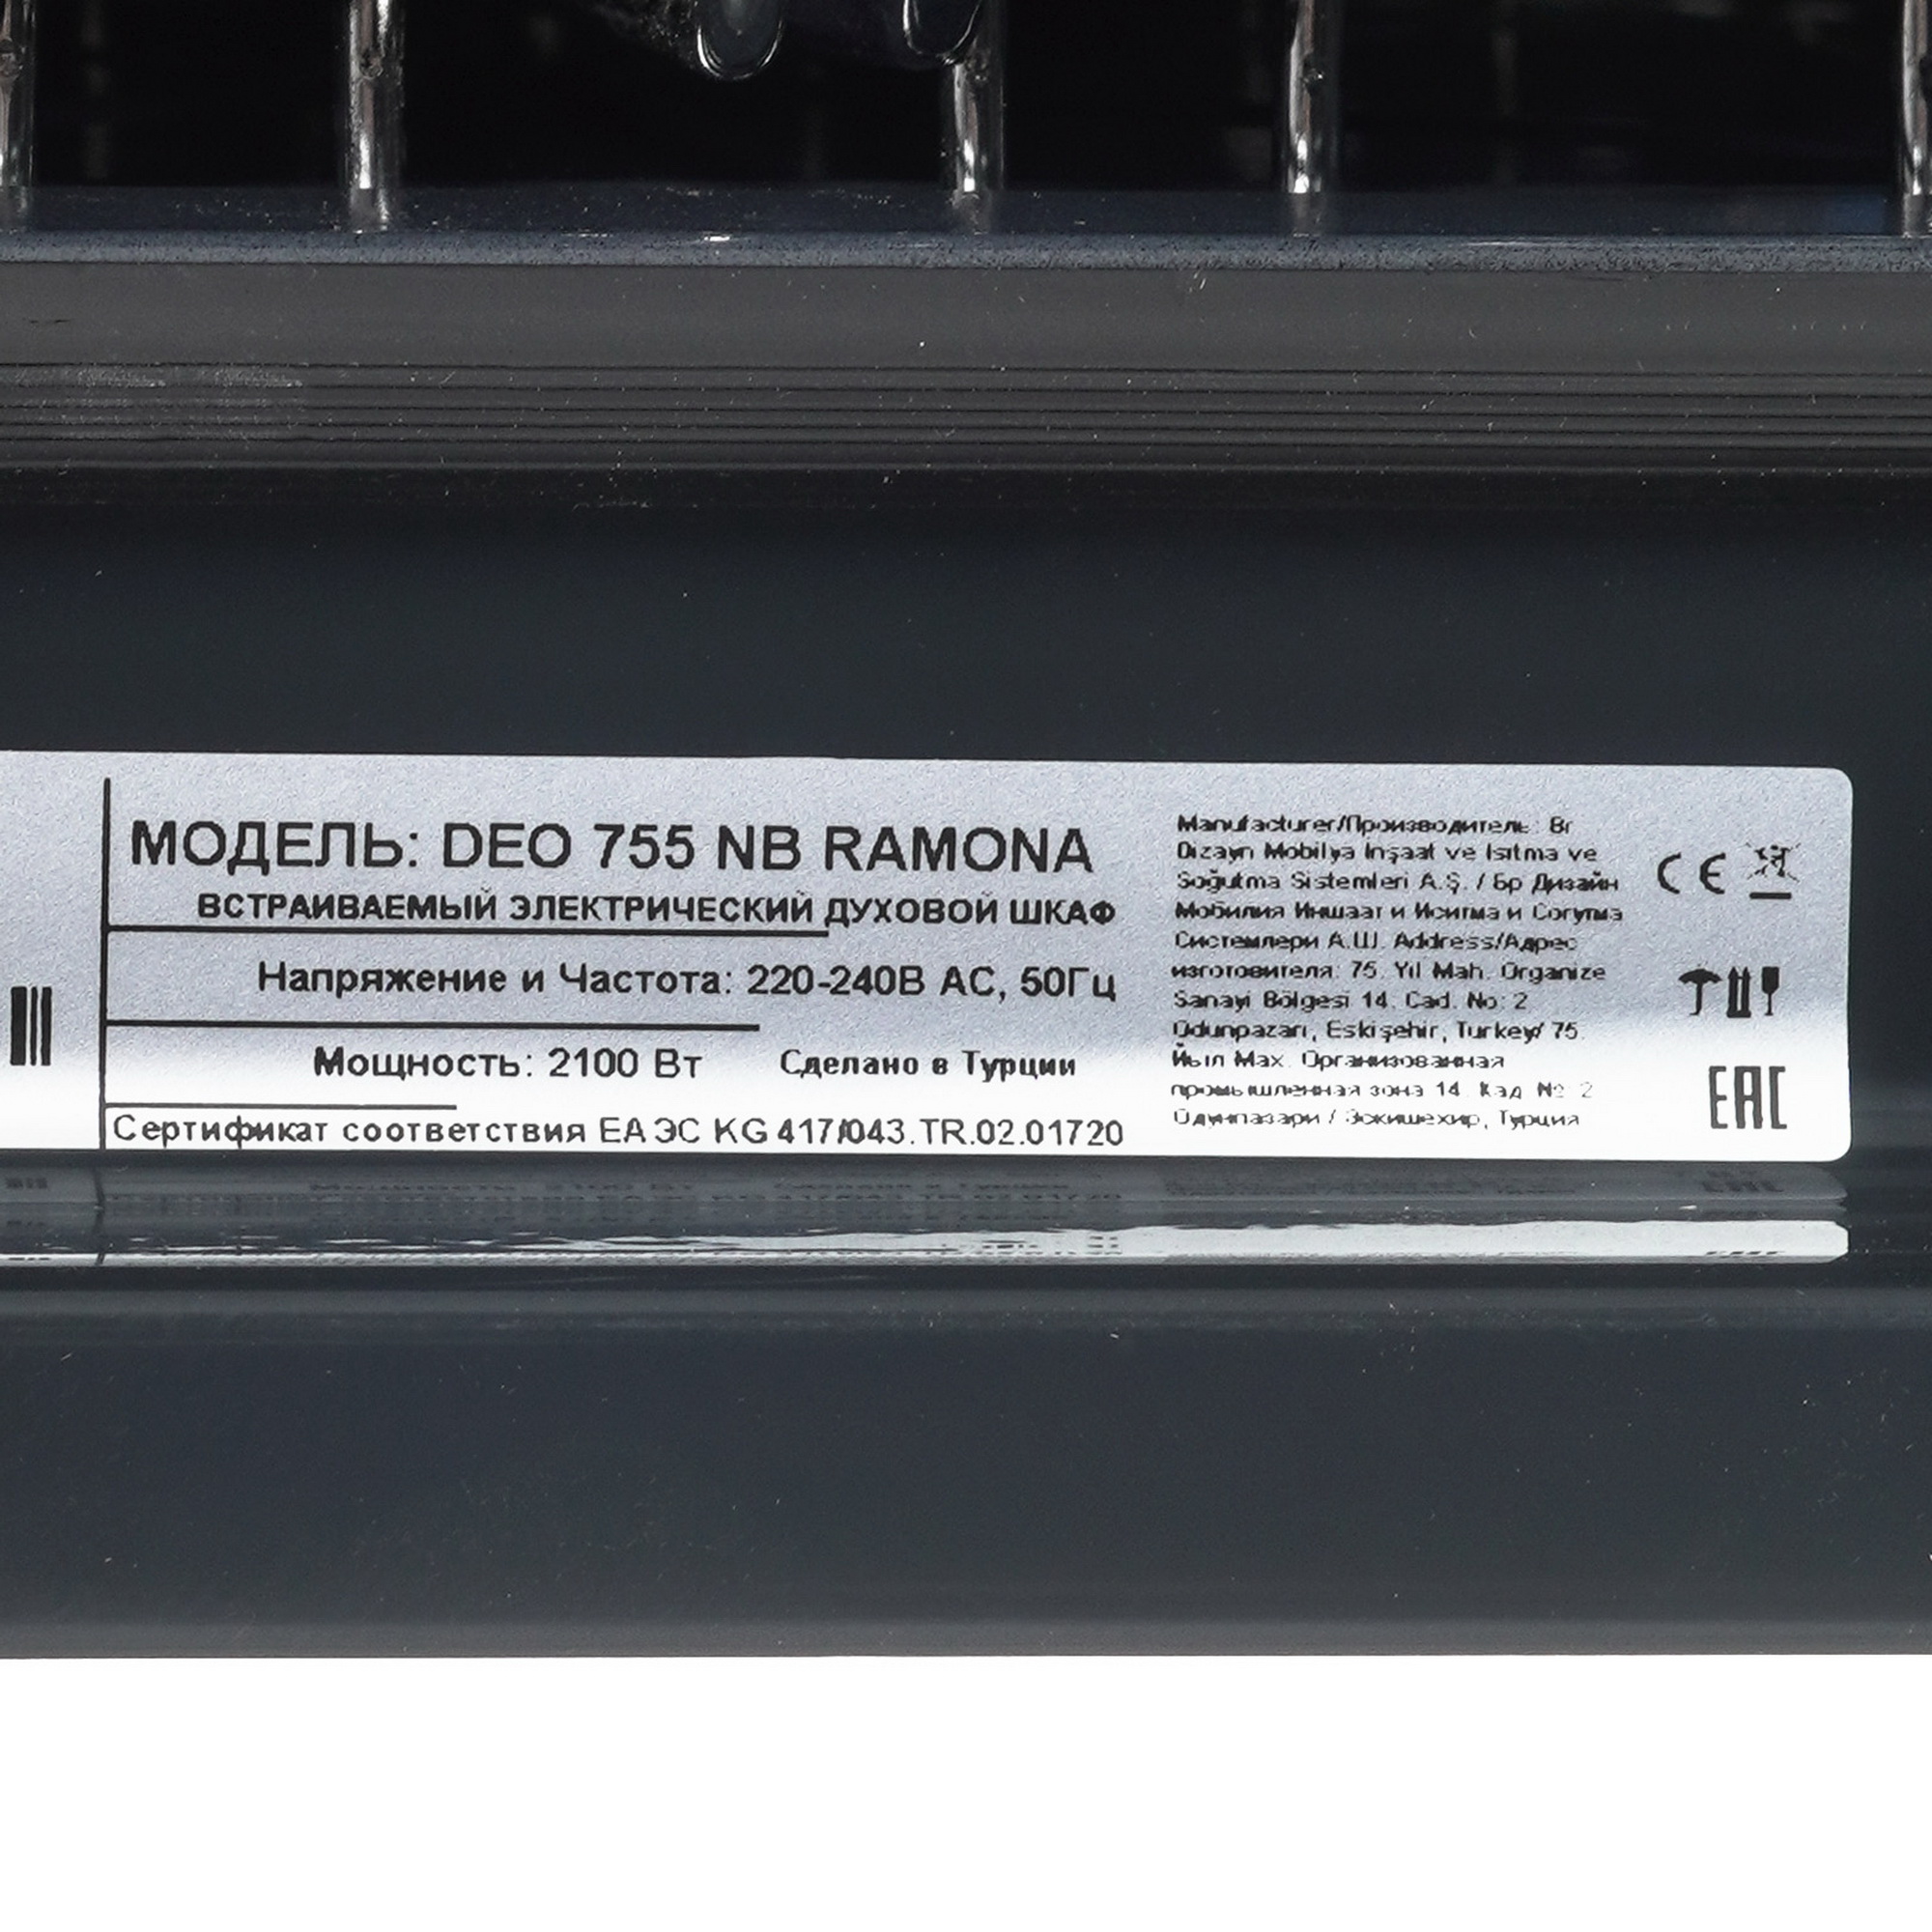 МОДЕЛЬ: DEO 755 NB RAMONA
ВСТРАИВАЕМЫЙ ЭЛЕКТРИЧЕСКИЙ ДУХОВОЙ ШКАФ
Напряжение и Частота: 220-240В AC, 50Гц
Мощность: 2100 Вт Сделано в Турции
Сертификат соответствия ЕАЭС KG 417/043.TR.02.01720
Manufacturer/Производитель: Br
Dizayn Mobilya İnşaat ve Isıtma ve
Soğutma Sistemleri A.Ş. / Бр Дизайн
Мобилия Иншаат и Иситма и Согутма
Системлери А.Ш. Address/Адрес
изготовителя: 75. Yıl Mah. Organize
Sanayi Bölgesi 14. Cad. No: 2
Odunpazarı, Eskişehir, Turkey/ 75.
Йыл Мах. Организованная
промышленная зона 14. Кад. №: 2
Одунпазари / Эскишехир, Турция
CE
EAC